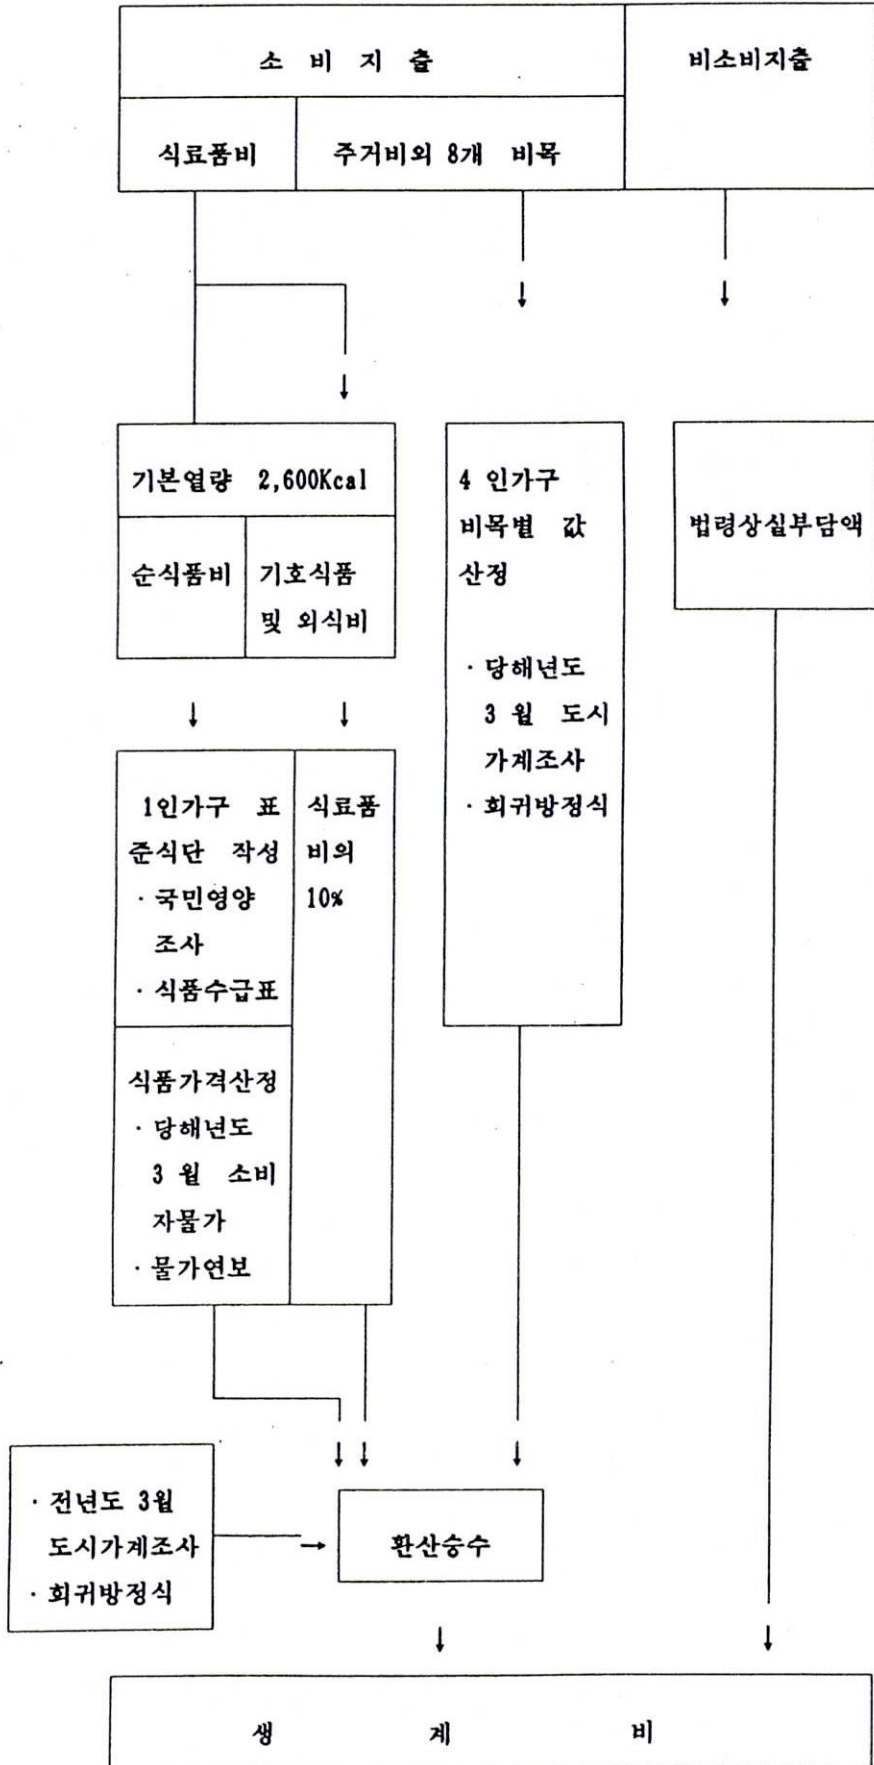 소 비 지 출
비소비지출
식료품비
주거비외 8개 비목
↓
↓
↓
기본열량 2,600Kcal
순식품비
기호식품
및 외식비
4 인가구
비목별 값
산정
· 당해년도
3 월 도시
가계조사
· 회귀방정식
법령상실부담액
↓
↓
1인가구 표
준식단 작성
· 국민영양
조사
· 식품수급표
식료품
비의
10%
식품가격산정
· 당해년도
3 월 소비
자물가
· 물가연보
↓ ↓
↓
· 전년도 3월
도시가계조사
· 회귀방정식
→
환산승수
↓
↓
생 계 비